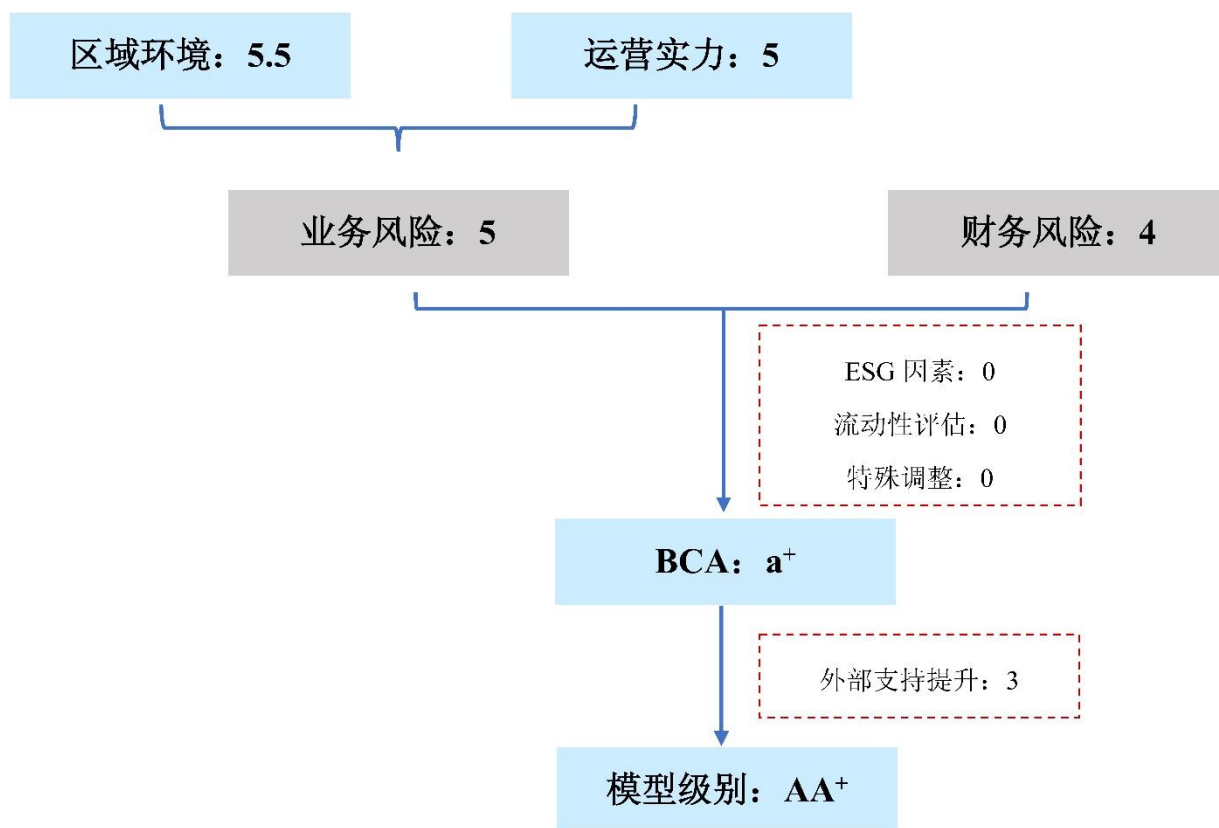 区域环境：5.5
运营实力：5
业务风险：5
财务风险：4
ESG 因素：0
流动性评估：0
特殊调整：0
BCA：a⁺
外部支持提升：3
模型级别：AA⁺